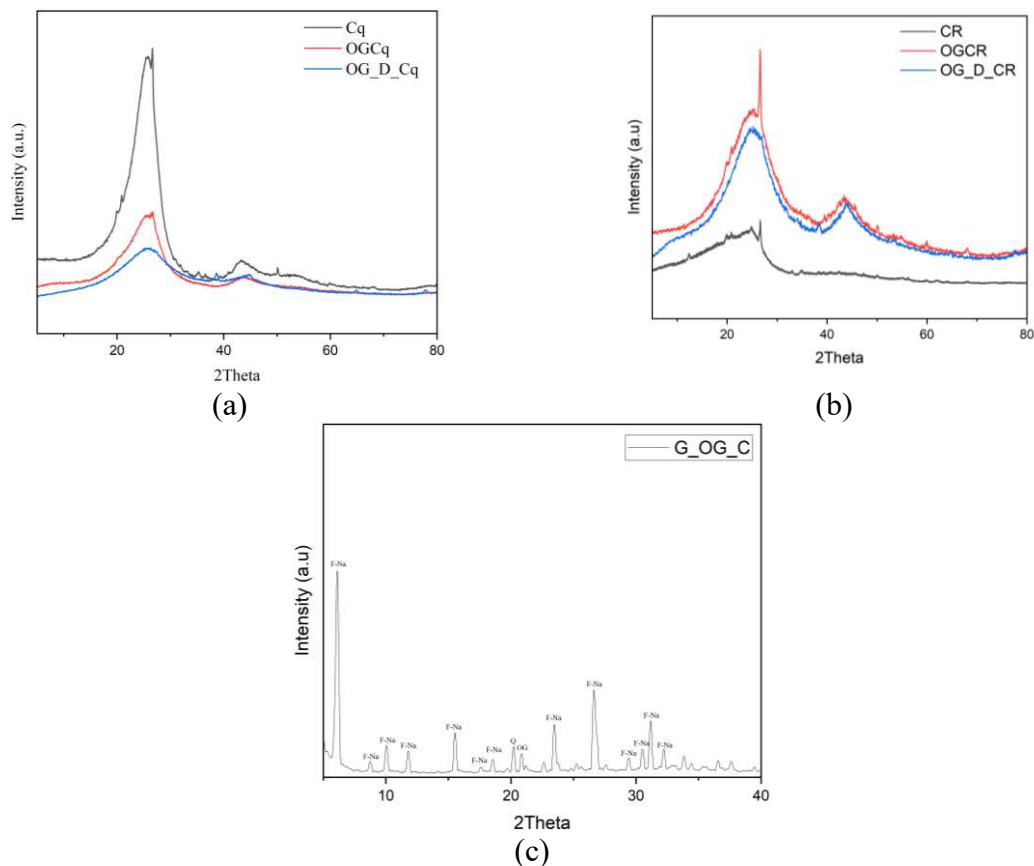 Cq
OGCq
OG_D_Cq
Intensity (a.u.)
20
40
60
80
2Theta
(a)
CR
OGCR
OG_D_CR
Intensity (a.u)
20
40
60
80
2Theta
(b)
G_OG_C
Intensity (a.u)
F-Na
F-Na
F-Na
F-Na
F-Na
F-Na
F-Na
Q
OG
F-Na
F-Na
F-Na
F-Na
F-Na
F-Na
10
20
30
40
2Theta
(c)